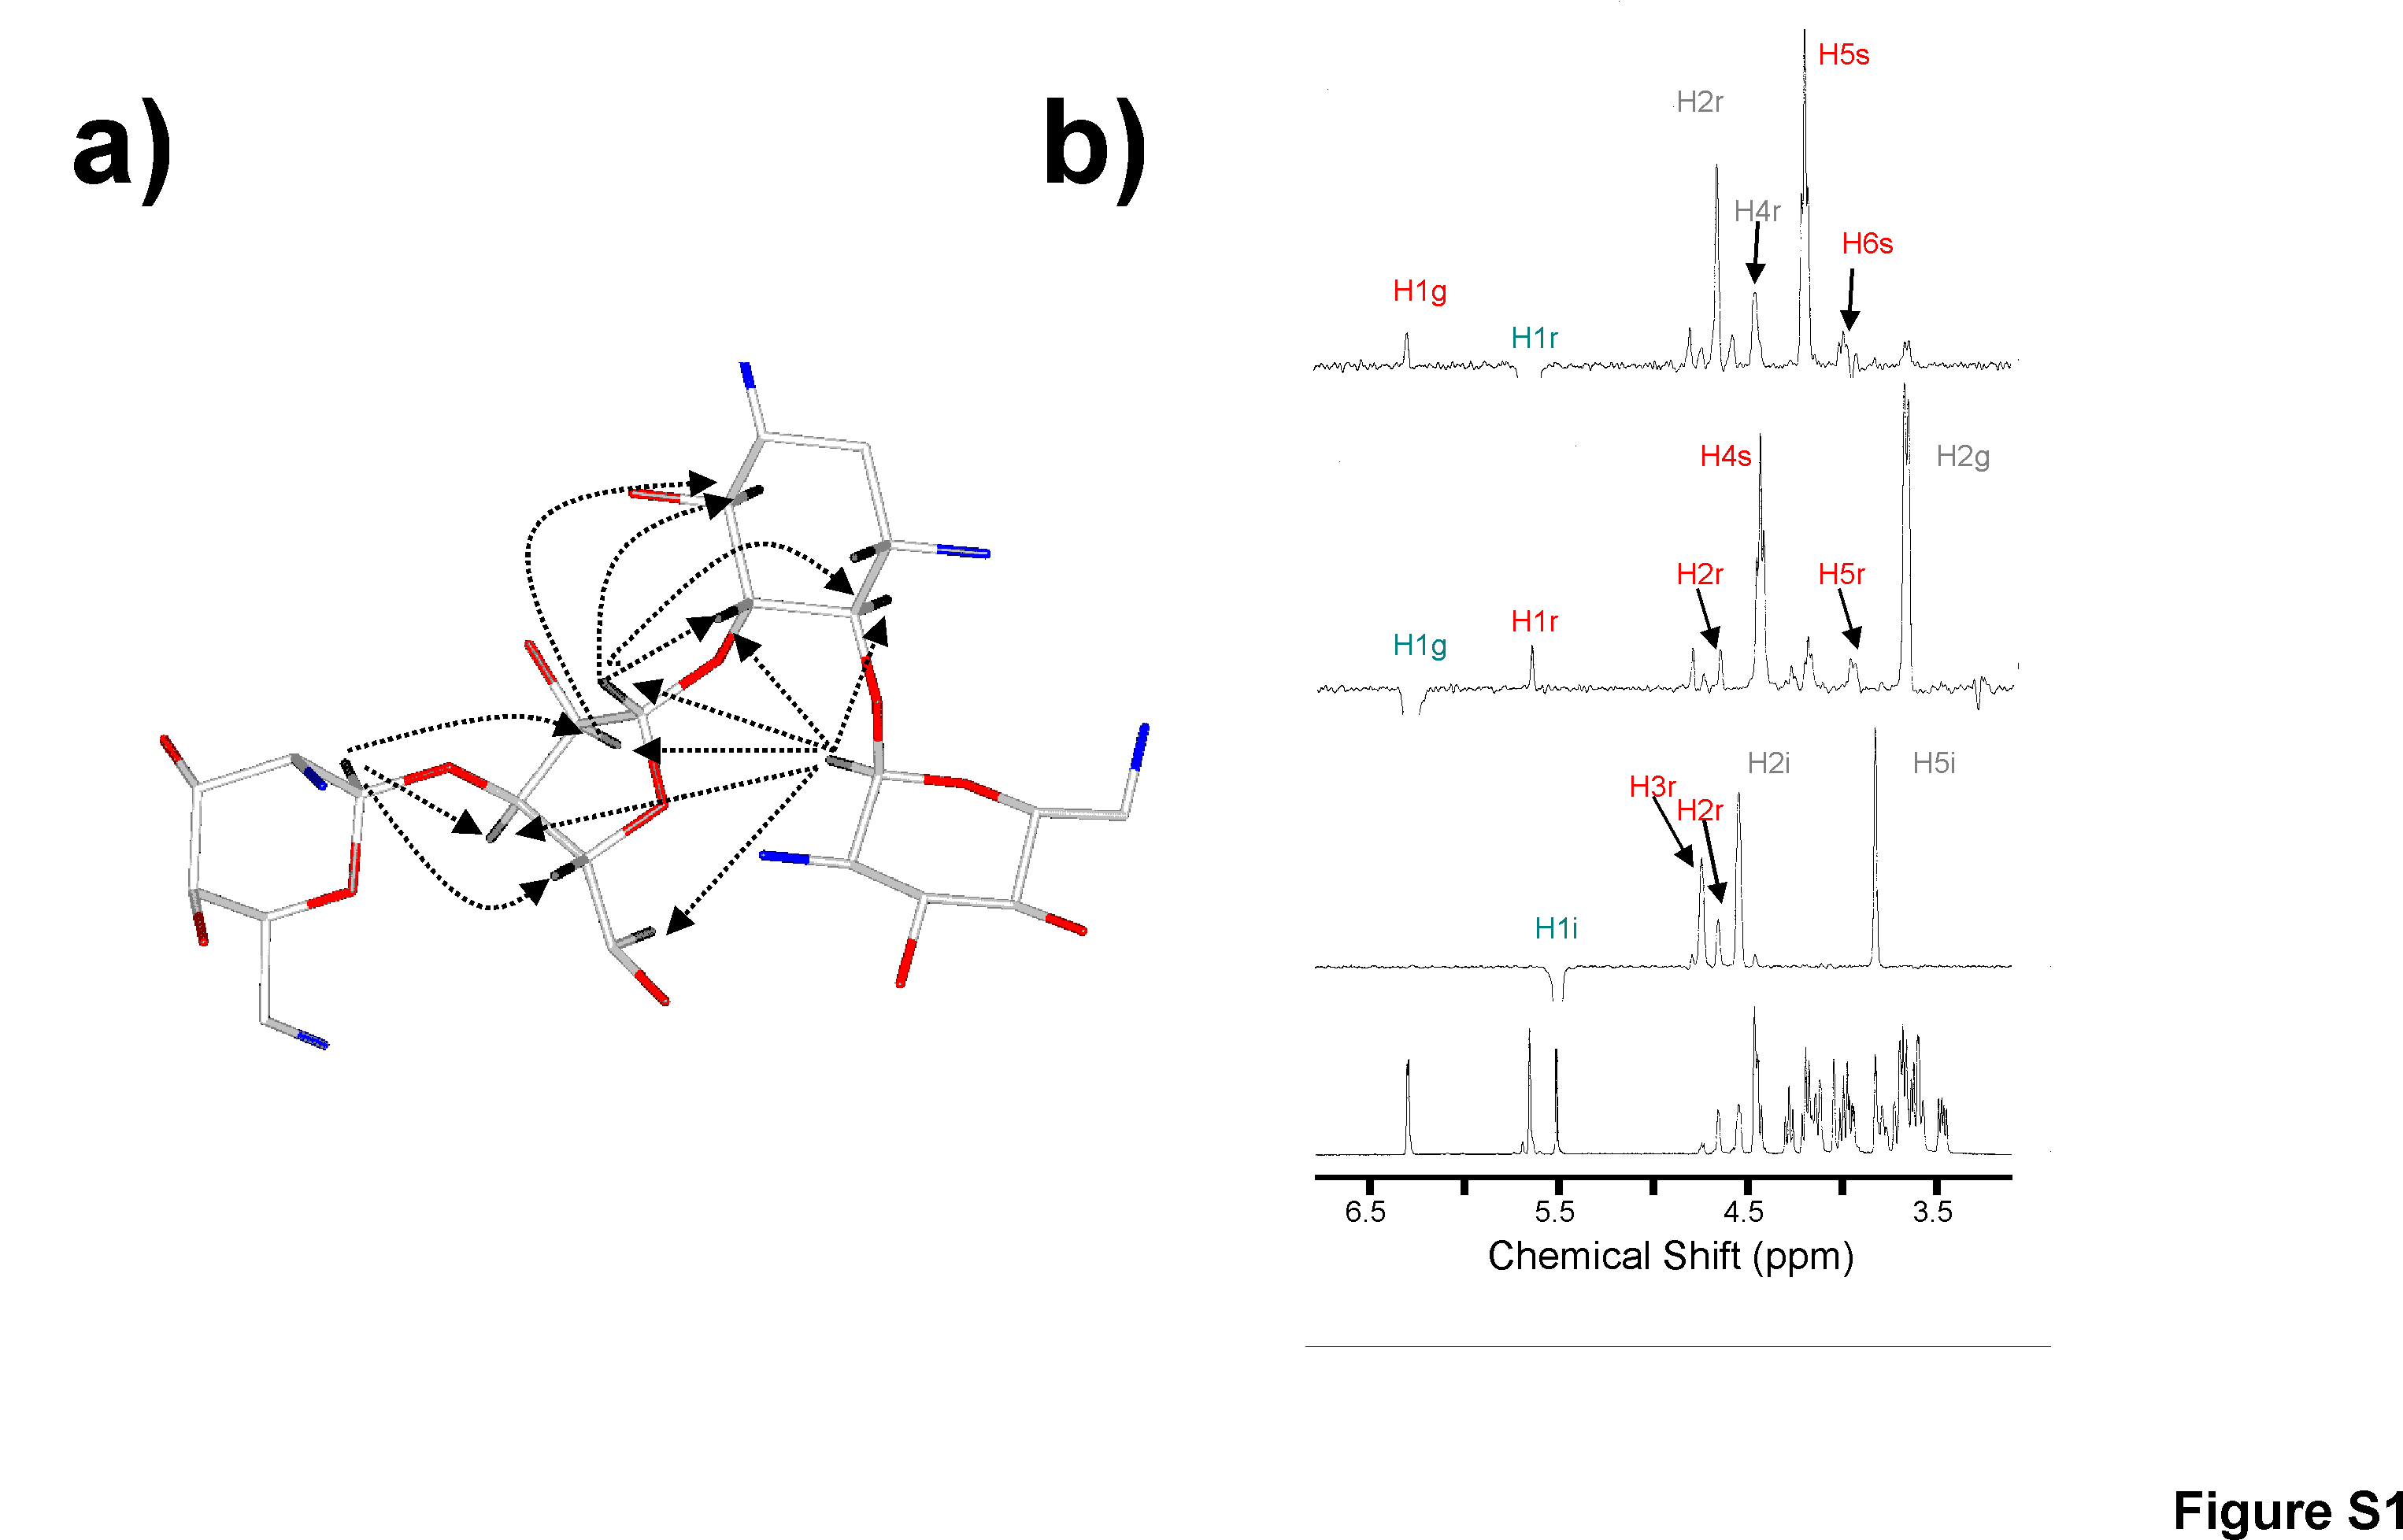 a)
b)
H5s
H2r
H4r
H6s
H1g
H1r
H4s
H2g
H2r
H5r
H1r
H1g
H2i
H5i
H3r
H2r
H1i
6.5 5.5 4.5 3.5
Chemical Shift (ppm)
Figure S1